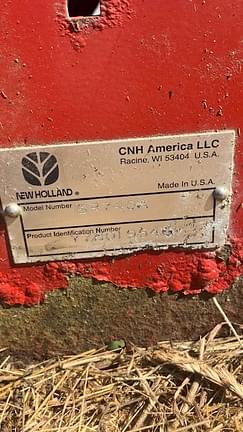 CNH America LLC
Racine, WI 53404 U.S.A.
NEW HOLLAND®
Made in U.S.A.
Model Number
Product Identification Number